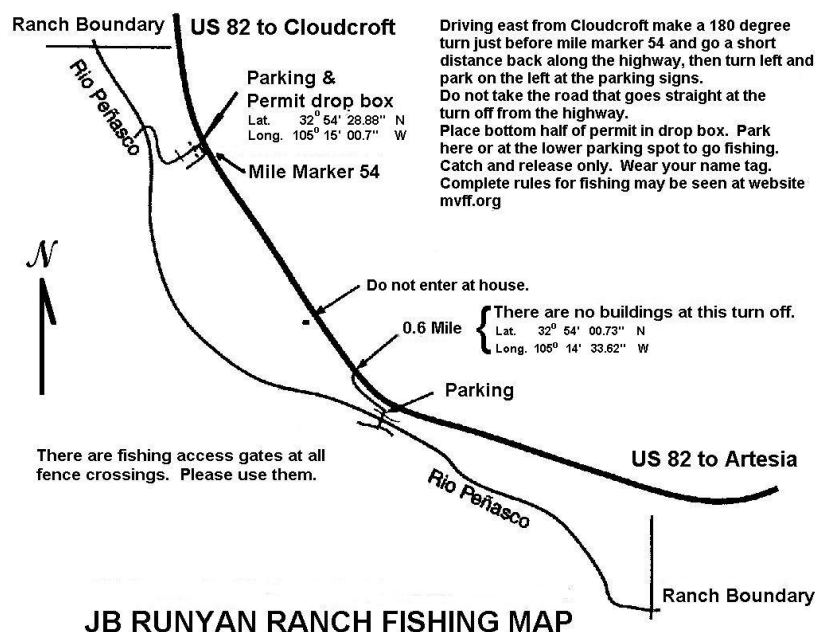 Ranch Boundary
US 82 to Cloudcroft
Driving east from Cloudcroft make a 180 degree
turn just before mile marker 54 and go a short
distance back along the highway, then turn left and
park on the left at the parking signs.
Do not take the road that goes straight at the
turn off from the highway.
Place bottom half of permit in drop box.  Park
here or at the lower parking spot to go fishing.
Catch and release only.  Wear your name tag.
Complete rules for fishing may be seen at website
mvff.org
Rio Peñasco
Parking &
Permit drop box
Lat. 32⁰ 54' 28.88" N
Long. 105⁰ 15' 00.7" W
Mile Marker 54
N
Do not enter at house.
0.6 Mile
There are no buildings at this turn off.
Lat. 32⁰ 54' 00.73" N
Long. 105⁰ 14' 33.62" W
Parking
There are fishing access gates at all
fence crossings.  Please use them.
US 82 to Artesia
Rio Peñasco
Ranch Boundary
JB RUNYAN RANCH FISHING MAP